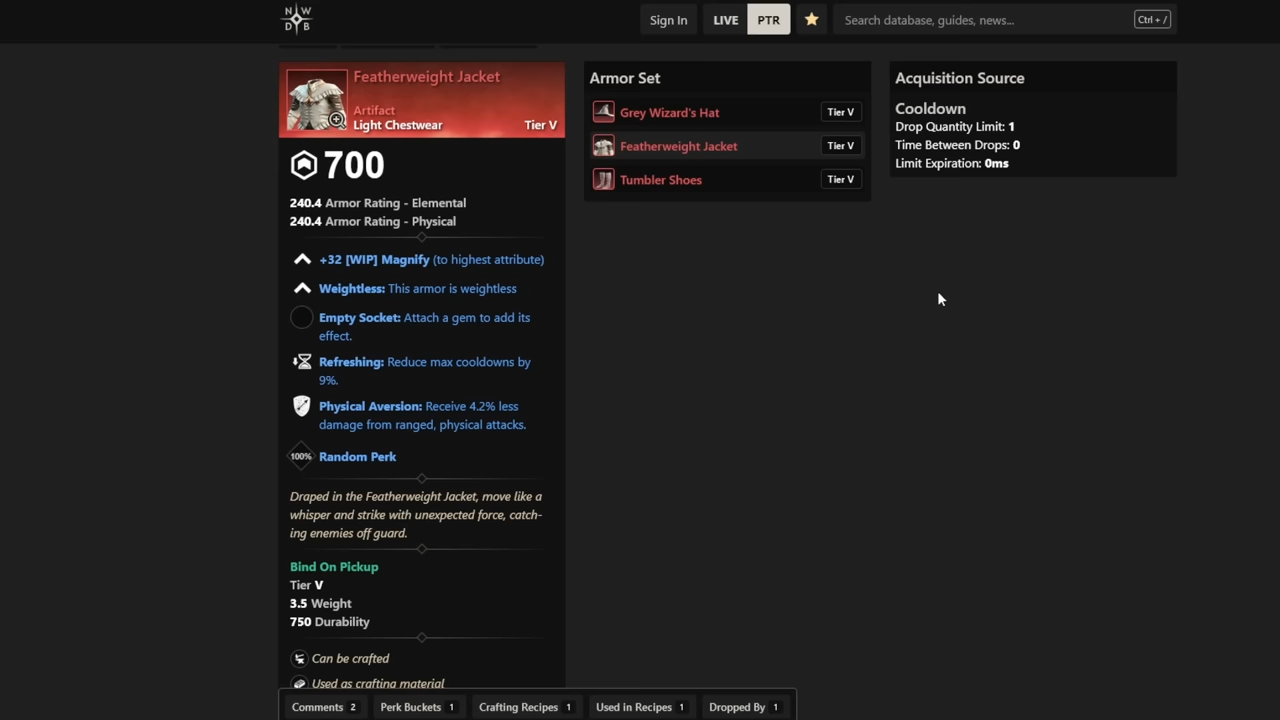 N W
D B
Sign In
LIVE
PTR
Search database, guides, news...
Ctrl + /
Featherweight Jacket
Artifact
Light Chestwear
Tier V
700
240.4 Armor Rating - Elemental
240.4 Armor Rating - Physical
+32 [WIP] Magnify (to highest attribute)
Weightless: This armor is weightless
Empty Socket: Attach a gem to add its
effect.
Refreshing: Reduce max cooldowns by
9%.
Physical Aversion: Receive 4.2% less
damage from ranged, physical attacks.
100% Random Perk
Draped in the Featherweight Jacket, move like a
whisper and strike with unexpected force, catch-
ing enemies off guard.
Bind On Pickup
Tier V
3.5 Weight
750 Durability
Can be crafted
Used as crafting material
Armor Set
Grey Wizard's Hat Tier V
Featherweight Jacket Tier V
Tumbler Shoes Tier V
Acquisition Source
Cooldown
Drop Quantity Limit: 1
Time Between Drops: 0
Limit Expiration: 0ms
Comments 2 Perk Buckets 1 Crafting Recipes 1 Used in Recipes 1 Dropped By 1